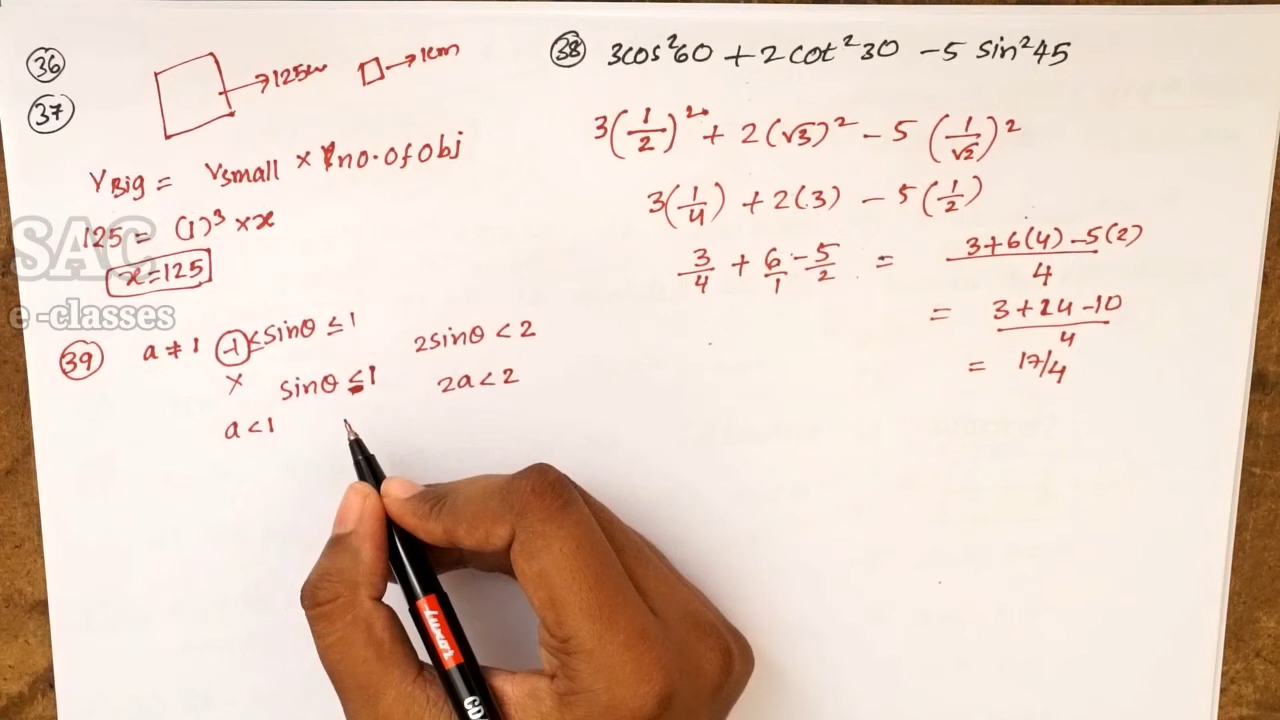 36
37
125cm
1cm
VBig = Vsmall × no.of obj
125 = (1)³ × x
x=125
SAC
e-classes
38 3cos²60 + 2cot²30 - 5 sin²45
3(1/2)² + 2(√3)² - 5(1/√2)²
3(1/4) + 2(3) - 5(1/2)
3/4 + 6/1 - 5/2 = 3+6(4)-5(2)/4
= 3+24-10/4
= 17/4
39 a ≠ 1 -1 ≤ sinθ ≤ 1 2sinθ < 2
× sinθ ≤ 1 2a < 2
a < 1
luxor